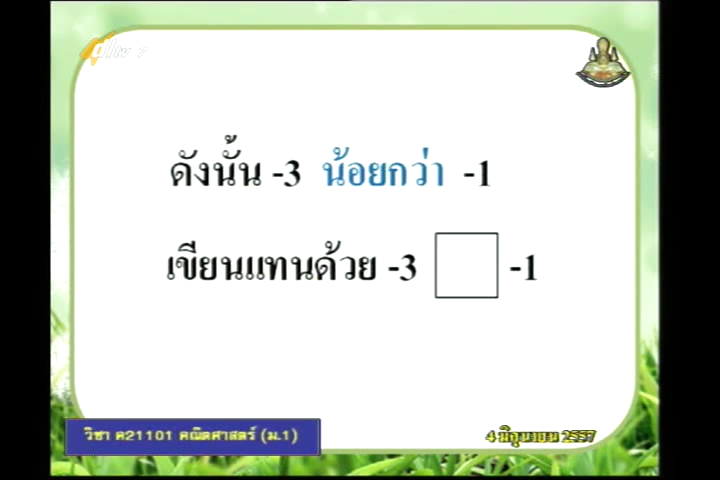 dltv 7
ดังนั้น -3 น้อยกว่า -1
เขียนแทนด้วย -3 -1
วิชา ค21101 คณิตศาสตร์ (ม.1)
4 มิถุนายน 2557